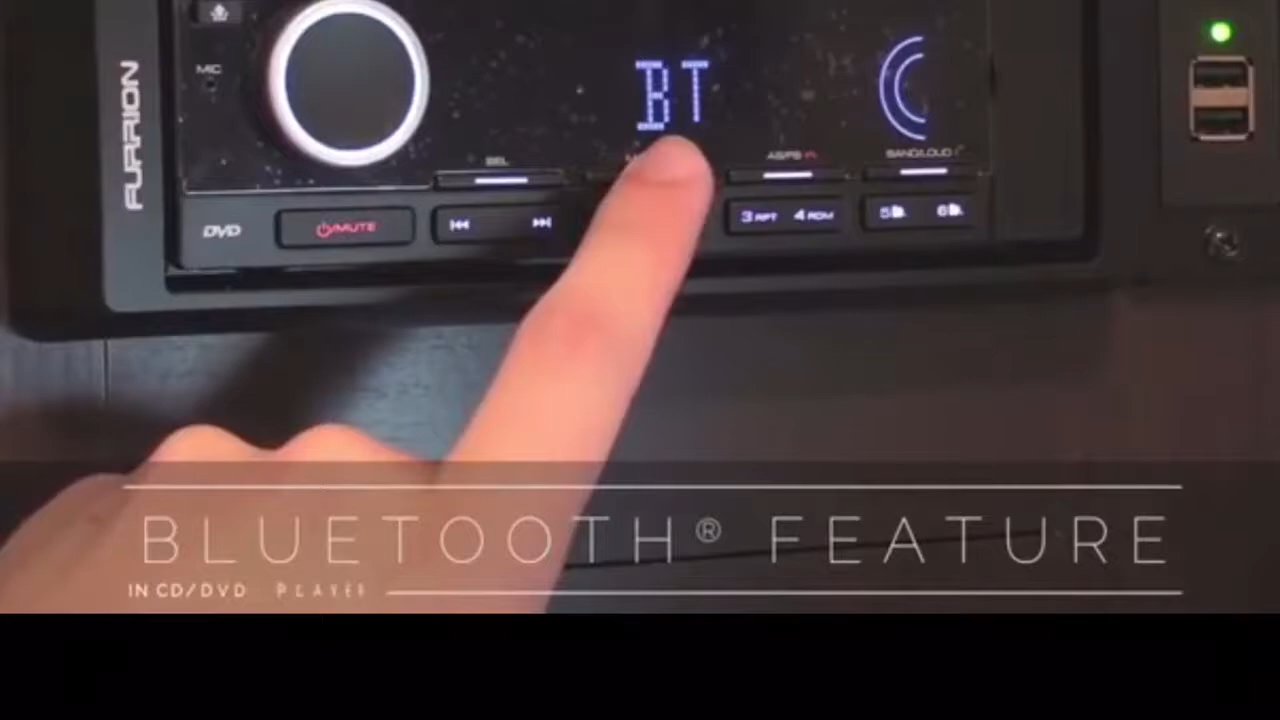 FURRION
MIC
BT
SEL
AS/PS
BAND/LOUD
DVD
/MUTE
3 RPT 4 RDM
5
6
BLUETOOTH® FEATURE
IN CD/DVD PLAYER